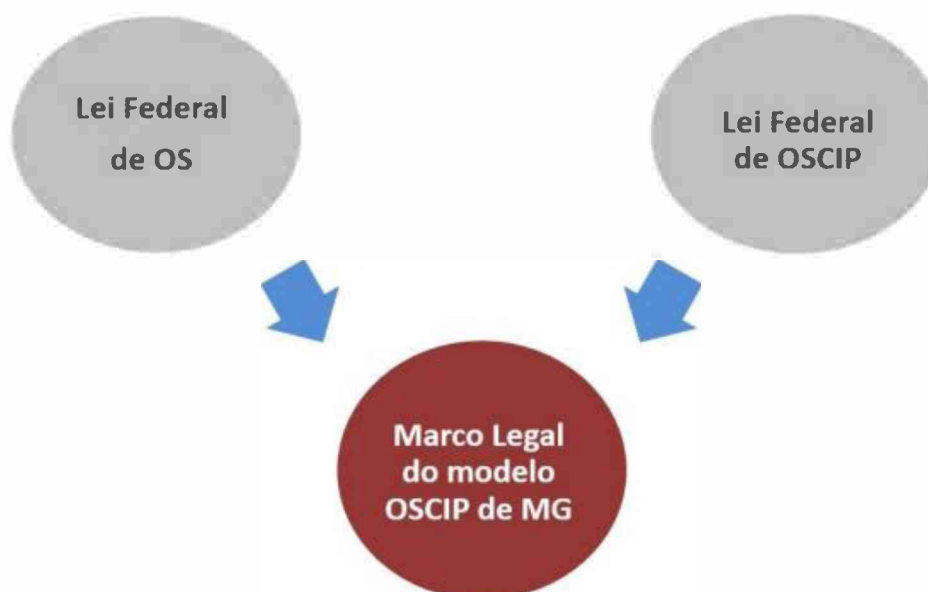 Lei Federal
de OS
Lei Federal
de OSCIP
Marco Legal
do modelo
OSCIP de MG